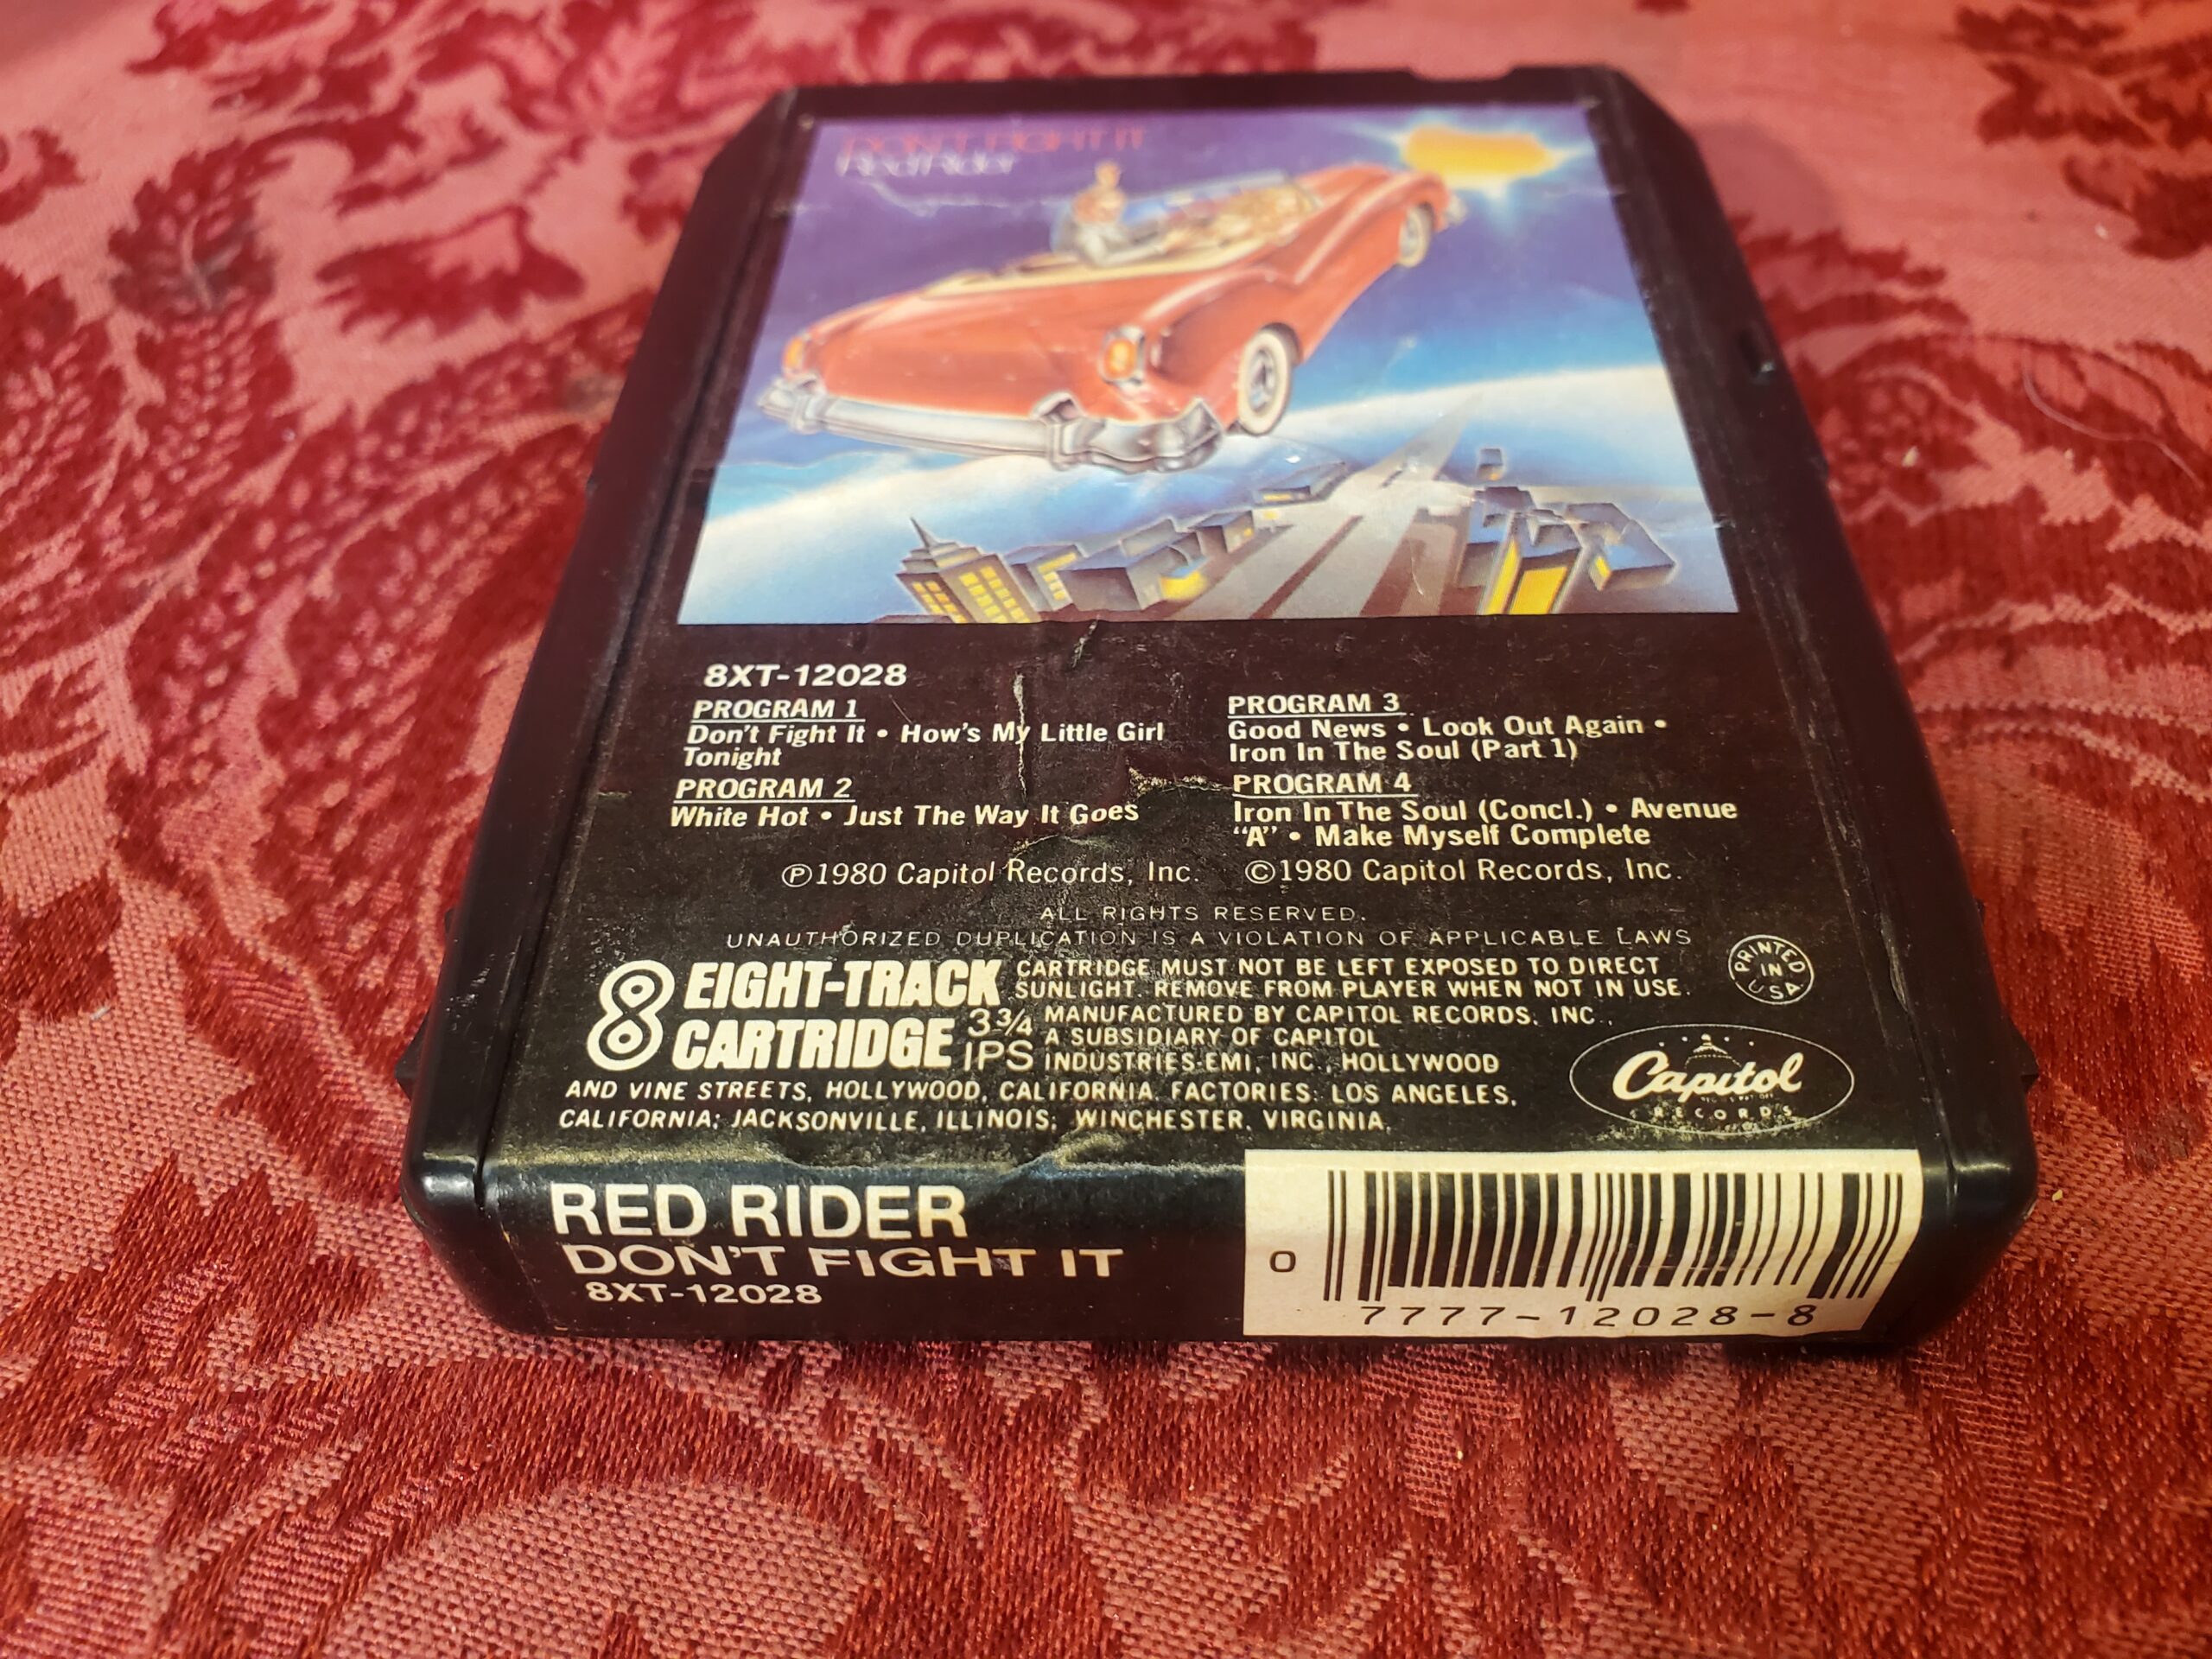 DON'T FIGHT IT
Red Rider
8XT-12028
PROGRAM 1
Don't Fight It • How's My Little Girl
Tonight
PROGRAM 2
White Hot • Just The Way It Goes
PROGRAM 3
Good News • Look Out Again •
Iron In The Soul (Part 1)
PROGRAM 4
Iron In The Soul (Concl.) • Avenue
“A” • Make Myself Complete
℗1980 Capitol Records, Inc. ©1980 Capitol Records, Inc.
ALL RIGHTS RESERVED.
UNAUTHORIZED DUPLICATION IS A VIOLATION OF APPLICABLE LAWS
8 EIGHT-TRACK
CARTRIDGE
3¾
IPS
CARTRIDGE MUST NOT BE LEFT EXPOSED TO DIRECT
SUNLIGHT. REMOVE FROM PLAYER WHEN NOT IN USE.
MANUFACTURED BY CAPITOL RECORDS, INC.,
A SUBSIDIARY OF CAPITOL
INDUSTRIES-EMI, INC., HOLLYWOOD
AND VINE STREETS, HOLLYWOOD, CALIFORNIA. FACTORIES: LOS ANGELES,
CALIFORNIA; JACKSONVILLE, ILLINOIS; WINCHESTER, VIRGINIA.
PRINTED
IN
USA
Capitol
RECORDS
RED RIDER
DON'T FIGHT IT
8XT-12028
0
7777-12028-8